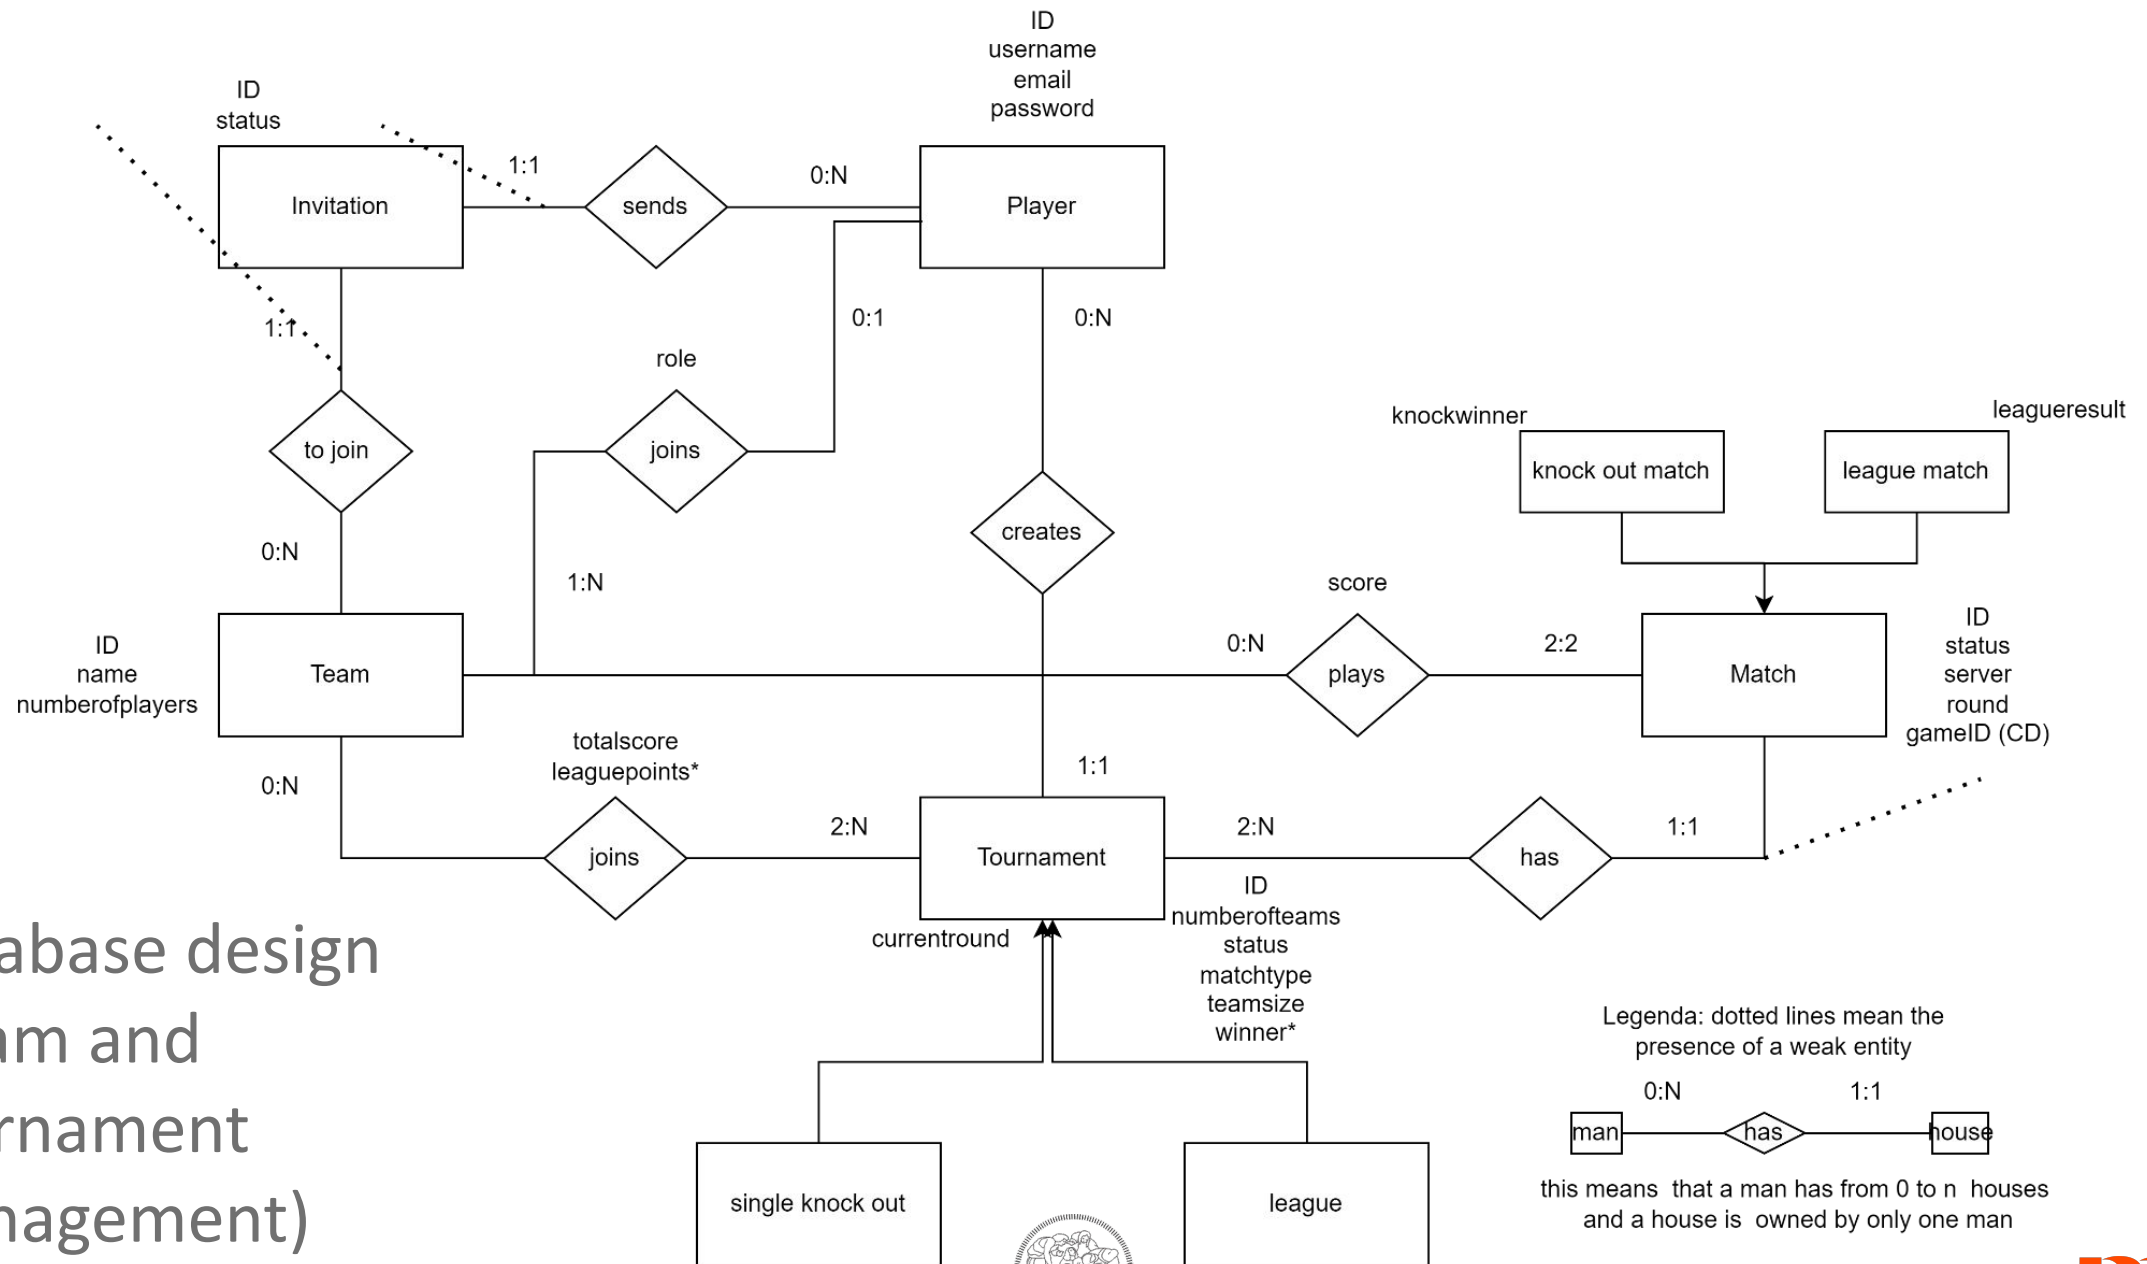 ID
username
email
password
ID
status
1:1
0:N
Invitation
sends
Player
1:1
0:1
0:N
role
knockwinner
leagueresult
to join
joins
knock out match
league match
creates
0:N
1:N
score
ID
name
numberofplayers
Team
0:N
plays
2:2
Match
ID
status
server
round
gameID (CD)
totalscore
leaguepoints*
0:N
1:1
2:N
2:N
1:1
joins
Tournament
has
currentround
ID
numberofteams
status
matchtype
teamsize
winner*
abase design
am and
rnament
nagement)
single knock out
league
Legenda: dotted lines mean the
presence of a weak entity
0:N
1:1
man
has
house
this means that a man has from 0 to n houses
and a house is owned by only one man